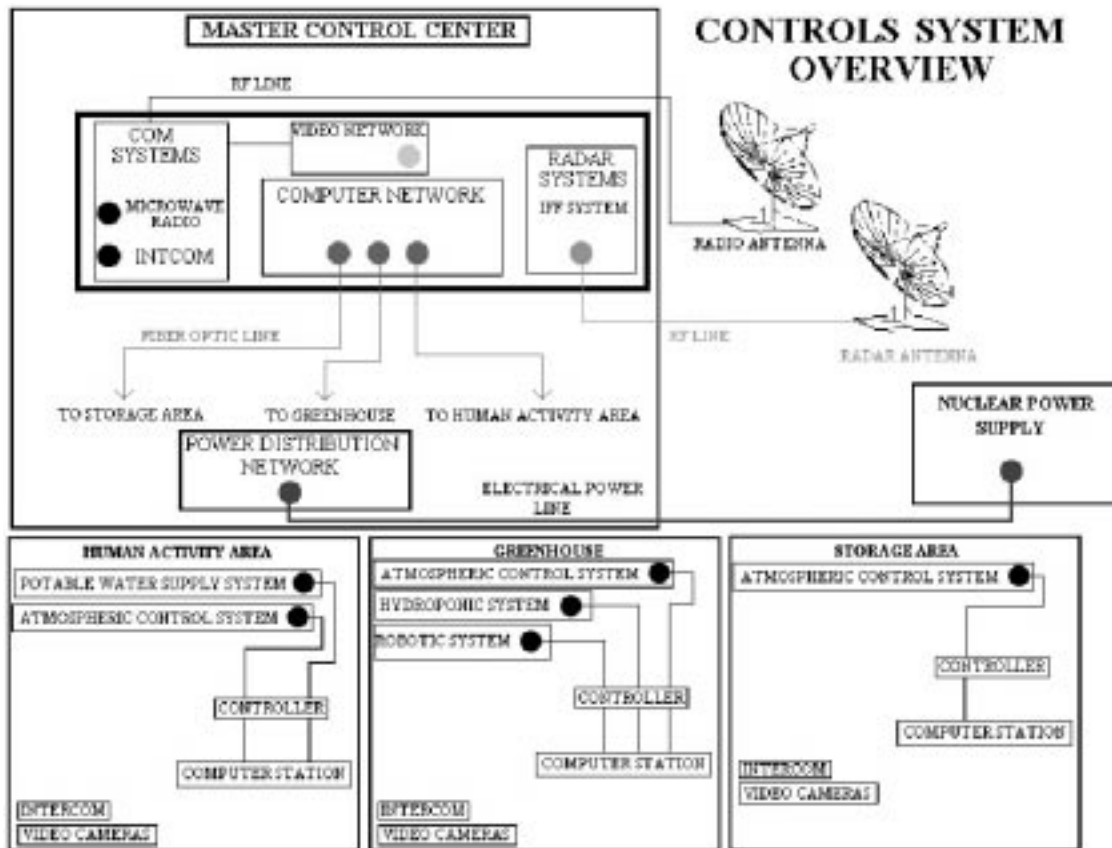 MASTER CONTROL CENTER
CONTROLS SYSTEM
OVERVIEW
RF LINE
COM
SYSTEMS
MICROWAVE
RADIO
INTCOM
VIDEO NETWORK
COMPUTER NETWORK
RADAR
SYSTEMS
IFF SYSTEM
RADIO ANTENNA
FIBER OPTIC LINE
RF LINE
RADAR ANTENNA
TO STORAGE AREA
TO GREENHOUSE
TO HUMAN ACTIVITY AREA
POWER DISTRIBUTION
NETWORK
ELECTRICAL POWER
LINE
NUCLEAR POWER
SUPPLY
HUMAN ACTIVITY AREA
POTABLE WATER SUPPLY SYSTEM
ATMOSPHERIC CONTROL SYSTEM
CONTROLLER
COMPUTER STATION
INTERCOM
VIDEO CAMERAS
GREENHOUSE
ATMOSPHERIC CONTROL SYSTEM
HYDROPONIC SYSTEM
ROBOTIC SYSTEM
CONTROLLER
COMPUTER STATION
INTERCOM
VIDEO CAMERAS
STORAGE AREA
ATMOSPHERIC CONTROL SYSTEM
CONTROLLER
COMPUTER STATION
INTERCOM
VIDEO CAMERAS